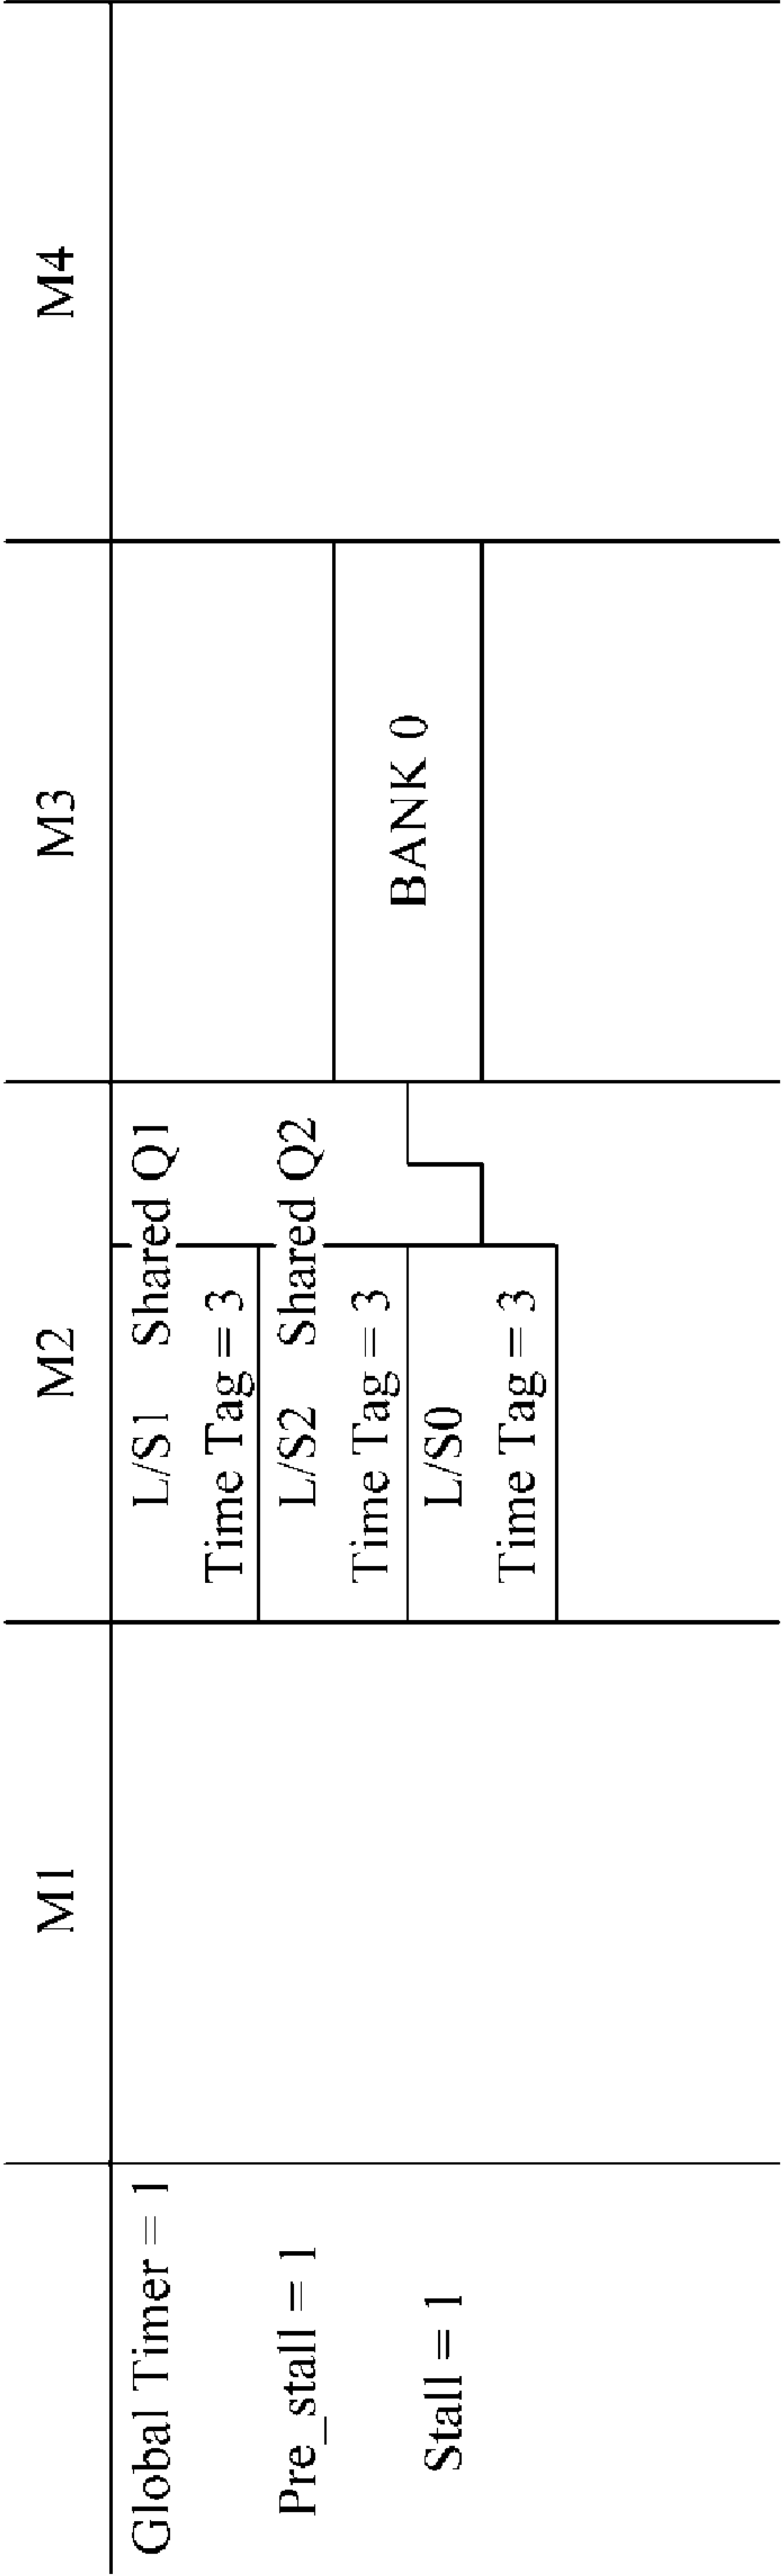 M1 M2 M3 M4
Global Timer = 1
Pre_stall = 1
Stall = 1
L/S1 Shared Q1
Time Tag = 3
L/S2 Shared Q2
Time Tag = 3
L/S0
Time Tag = 3
BANK 0